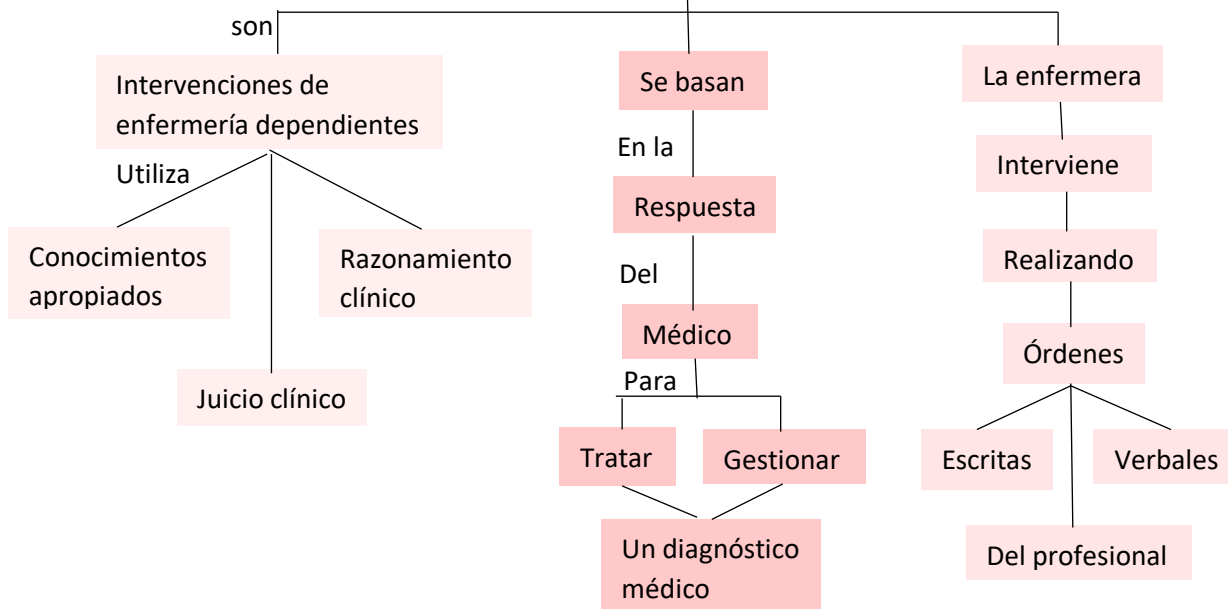 son
Intervenciones de
enfermería dependientes
Utiliza
Conocimientos
apropiados
Razonamiento
clínico
Juicio clínico
Se basan
En la
Respuesta
Del
Médico
Para
Tratar
Gestionar
Un diagnóstico
médico
La enfermera
Interviene
Realizando
Órdenes
Escritas
Verbales
Del profesional